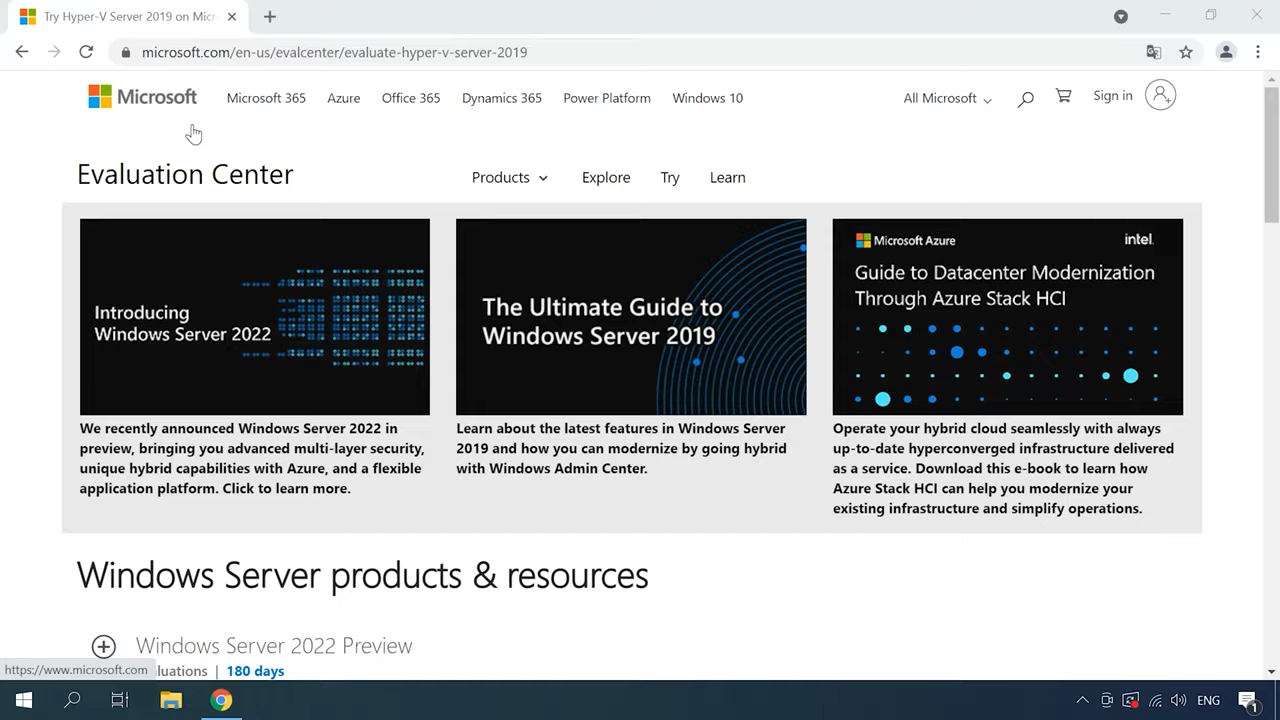 Try Hyper-V Server 2019 on Micr
microsoft.com/en-us/evalcenter/evaluate-hyper-v-server-2019
Microsoft
Microsoft 365
Azure
Office 365
Dynamics 365
Power Platform
Windows 10
All Microsoft
Sign in
Evaluation Center
Products
Explore
Try
Learn
Introducing
Windows Server 2022
We recently announced Windows Server 2022 in
preview, bringing you advanced multi-layer security,
unique hybrid capabilities with Azure, and a flexible
application platform. Click to learn more.
The Ultimate Guide to
Windows Server 2019
Learn about the latest features in Windows Server
2019 and how you can modernize by going hybrid
with Windows Admin Center.
Microsoft Azure
intel.
Guide to Datacenter Modernization
Through Azure Stack HCI
Operate your hybrid cloud seamlessly with always
up-to-date hyperconverged infrastructure delivered
as a service. Download this e-book to learn how
Azure Stack HCI can help you modernize your
existing infrastructure and simplify operations.
Windows Server products & resources
Windows Server 2022 Preview
https://www.microsoft.com
luations | 180 days
ENG
1